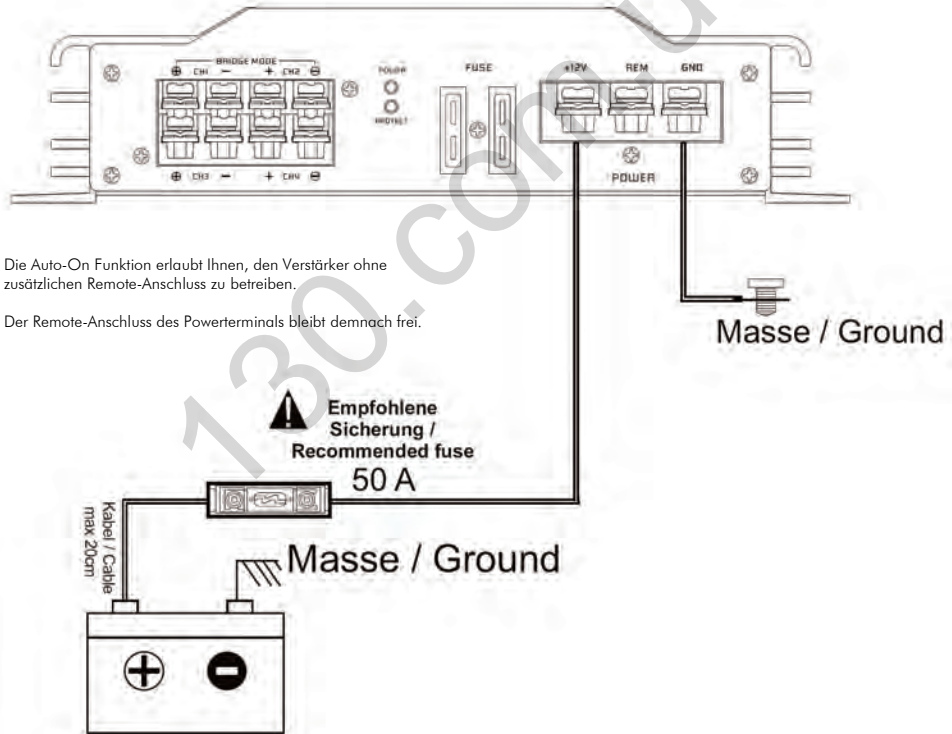 BRIDGE MODE
⊕ CH1 − + CH2 ⊖
POWER
PROTECT
⊕ CH3 − + CH4 ⊖
FUSE
+12V REM GND
POWER
Die Auto-On Funktion erlaubt Ihnen, den Verstärker ohne
zusätzlichen Remote-Anschluss zu betreiben.
Der Remote-Anschluss des Powerterminals bleibt demnach frei.
Masse / Ground
Empfohlene
Sicherung /
Recommended fuse
50 A
Kabel / Cable
max 20cm
Masse / Ground
+ −
130.com.u